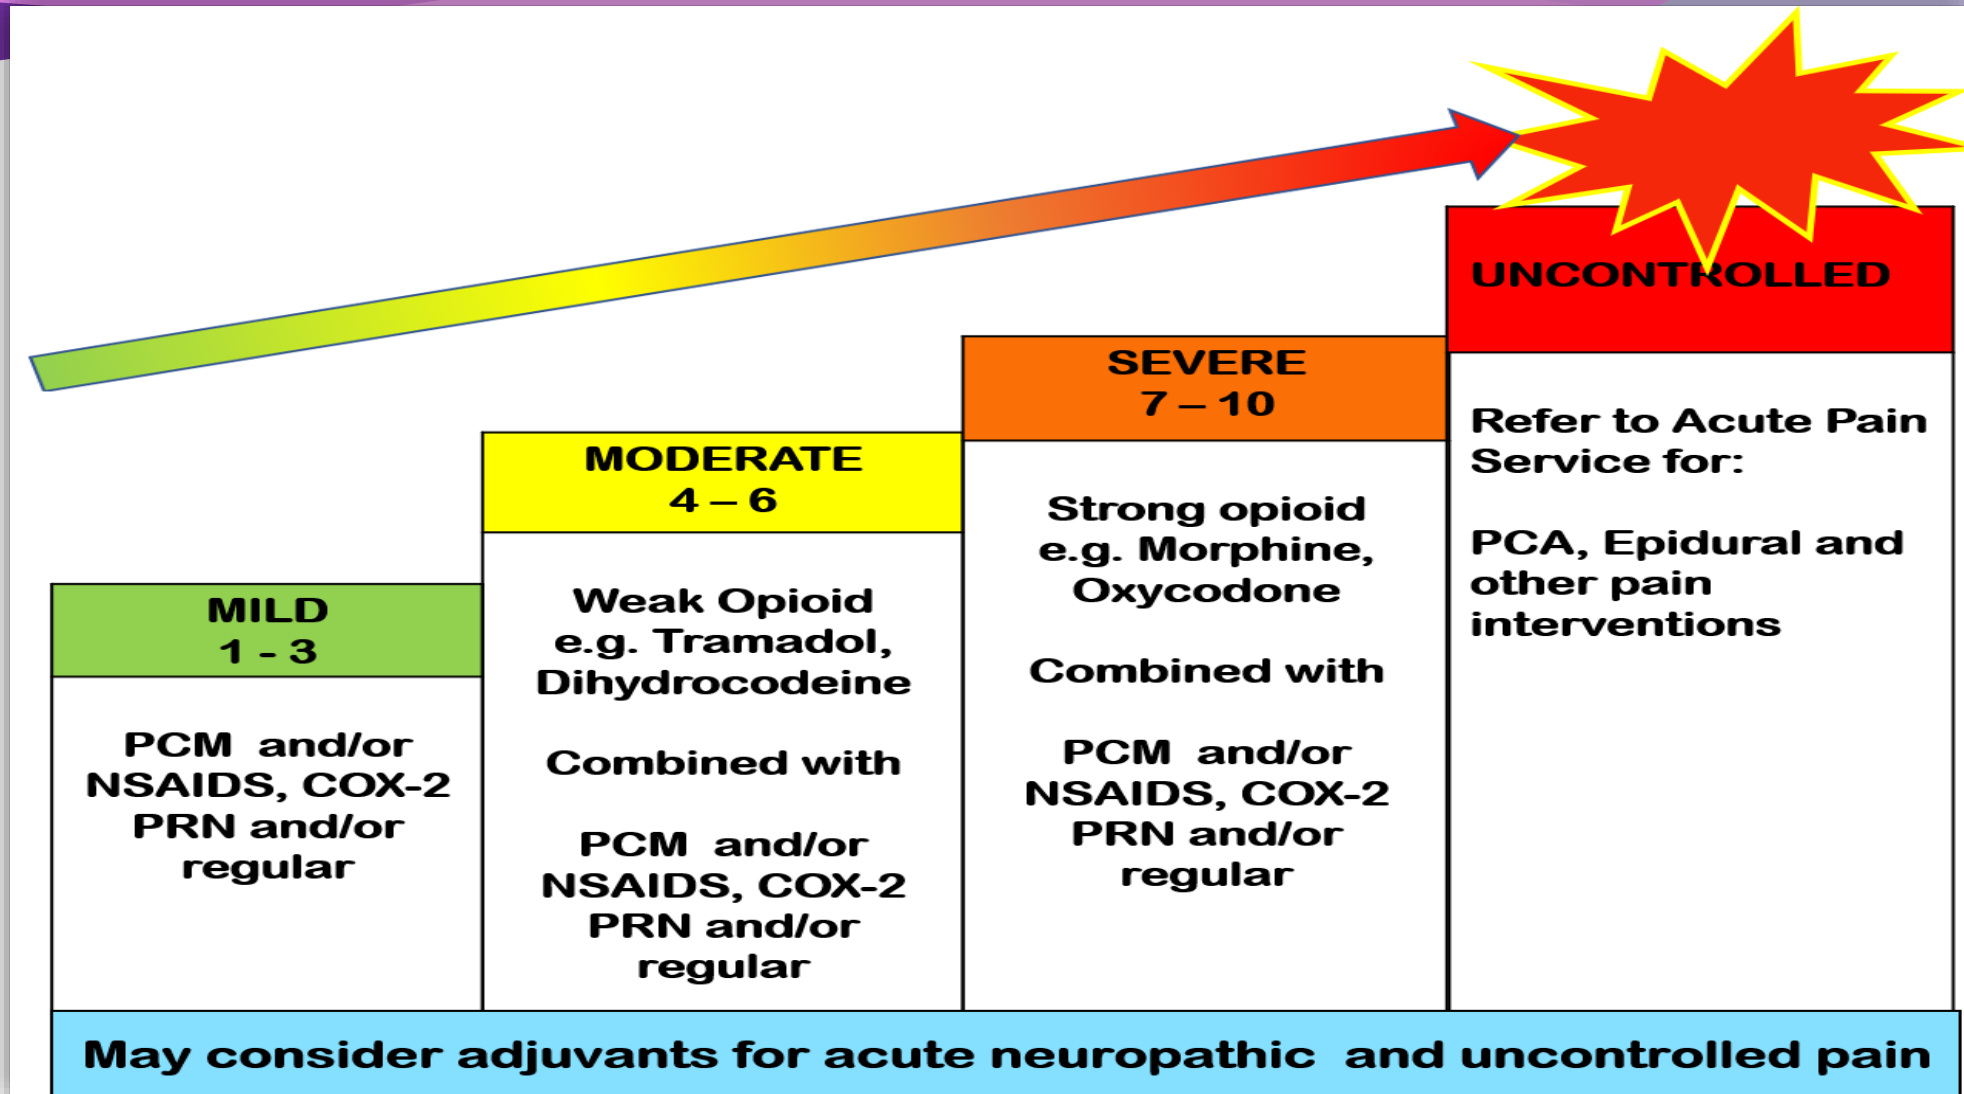 MILD
1 - 3
PCM and/or
NSAIDS, COX-2
PRN and/or
regular
MODERATE
4 – 6
Weak Opioid
e.g. Tramadol,
Dihydrocodeine
Combined with
PCM and/or
NSAIDS, COX-2
PRN and/or
regular
SEVERE
7 – 10
Strong opioid
e.g. Morphine,
Oxycodone
Combined with
PCM and/or
NSAIDS, COX-2
PRN and/or
regular
UNCONTROLLED
Refer to Acute Pain
Service for:
PCA, Epidural and
other pain
interventions
May consider adjuvants for acute neuropathic and uncontrolled pain